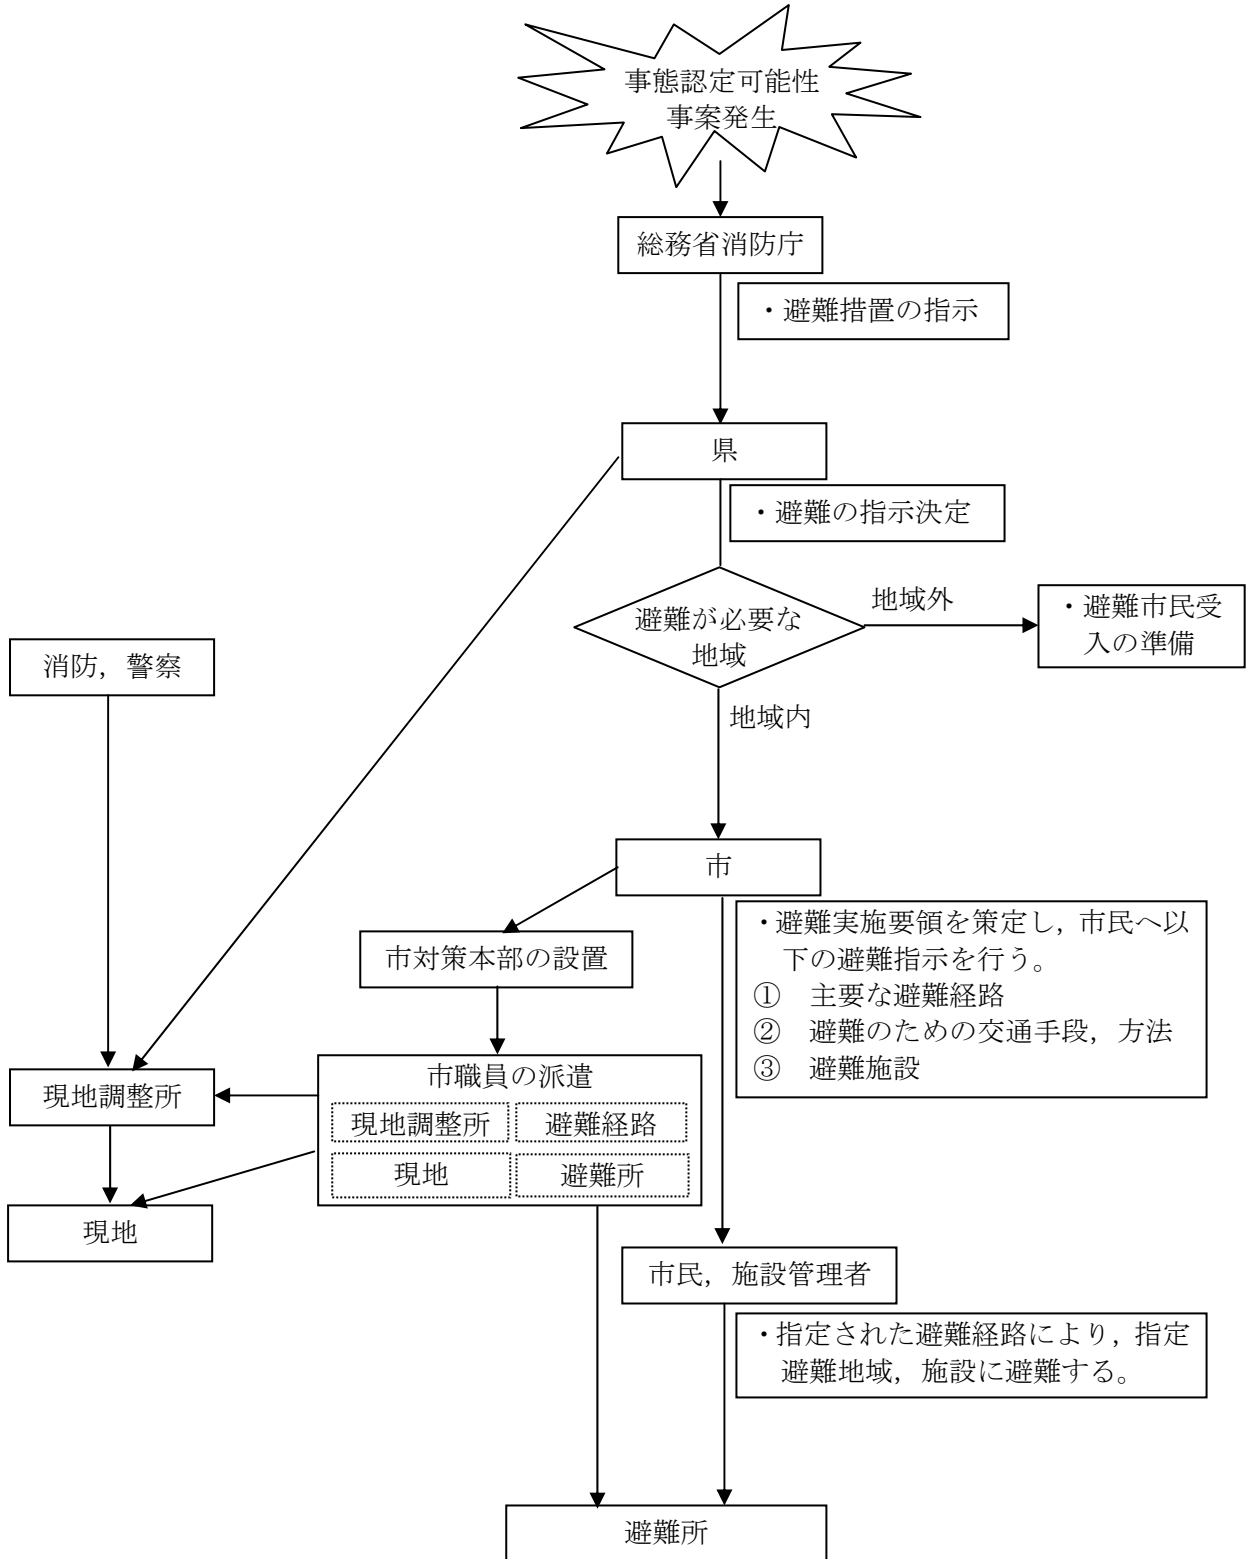 事態認定可能性
事案発生
総務省消防庁
・避難措置の指示
県
・避難の指示決定
避難が必要な
地域
地域外
・避難市民受
入の準備
地域内
消防，警察
市
・避難実施要領を策定し，市民へ以
下の避難指示を行う。
①　主要な避難経路
②　避難のための交通手段，方法
③　避難施設
市対策本部の設置
市職員の派遣
現地調整所
避難経路
現地
避難所
現地調整所
現地
市民，施設管理者
・指定された避難経路により，指定
避難地域，施設に避難する。
避難所